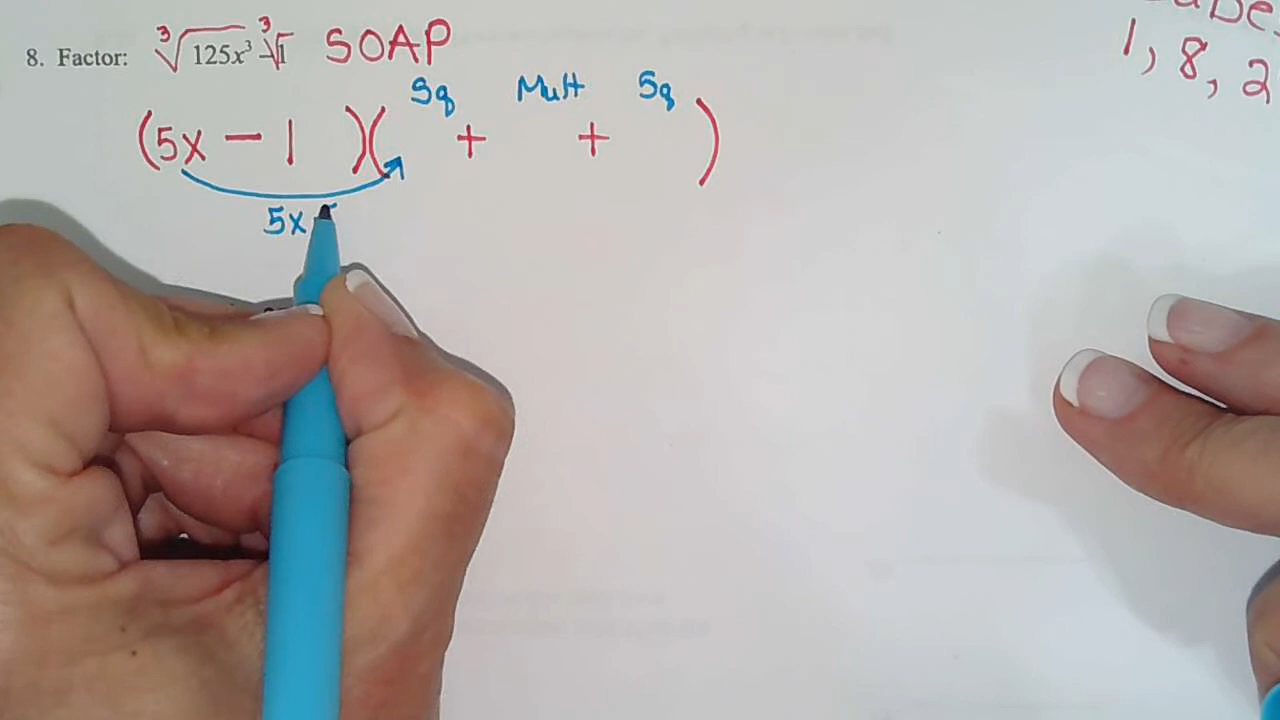 8. Factor: ∛125x³ − ∛1 SOAP
1, 8, 2
Sq Mult Sq
(5x − 1 )( + + )
5x